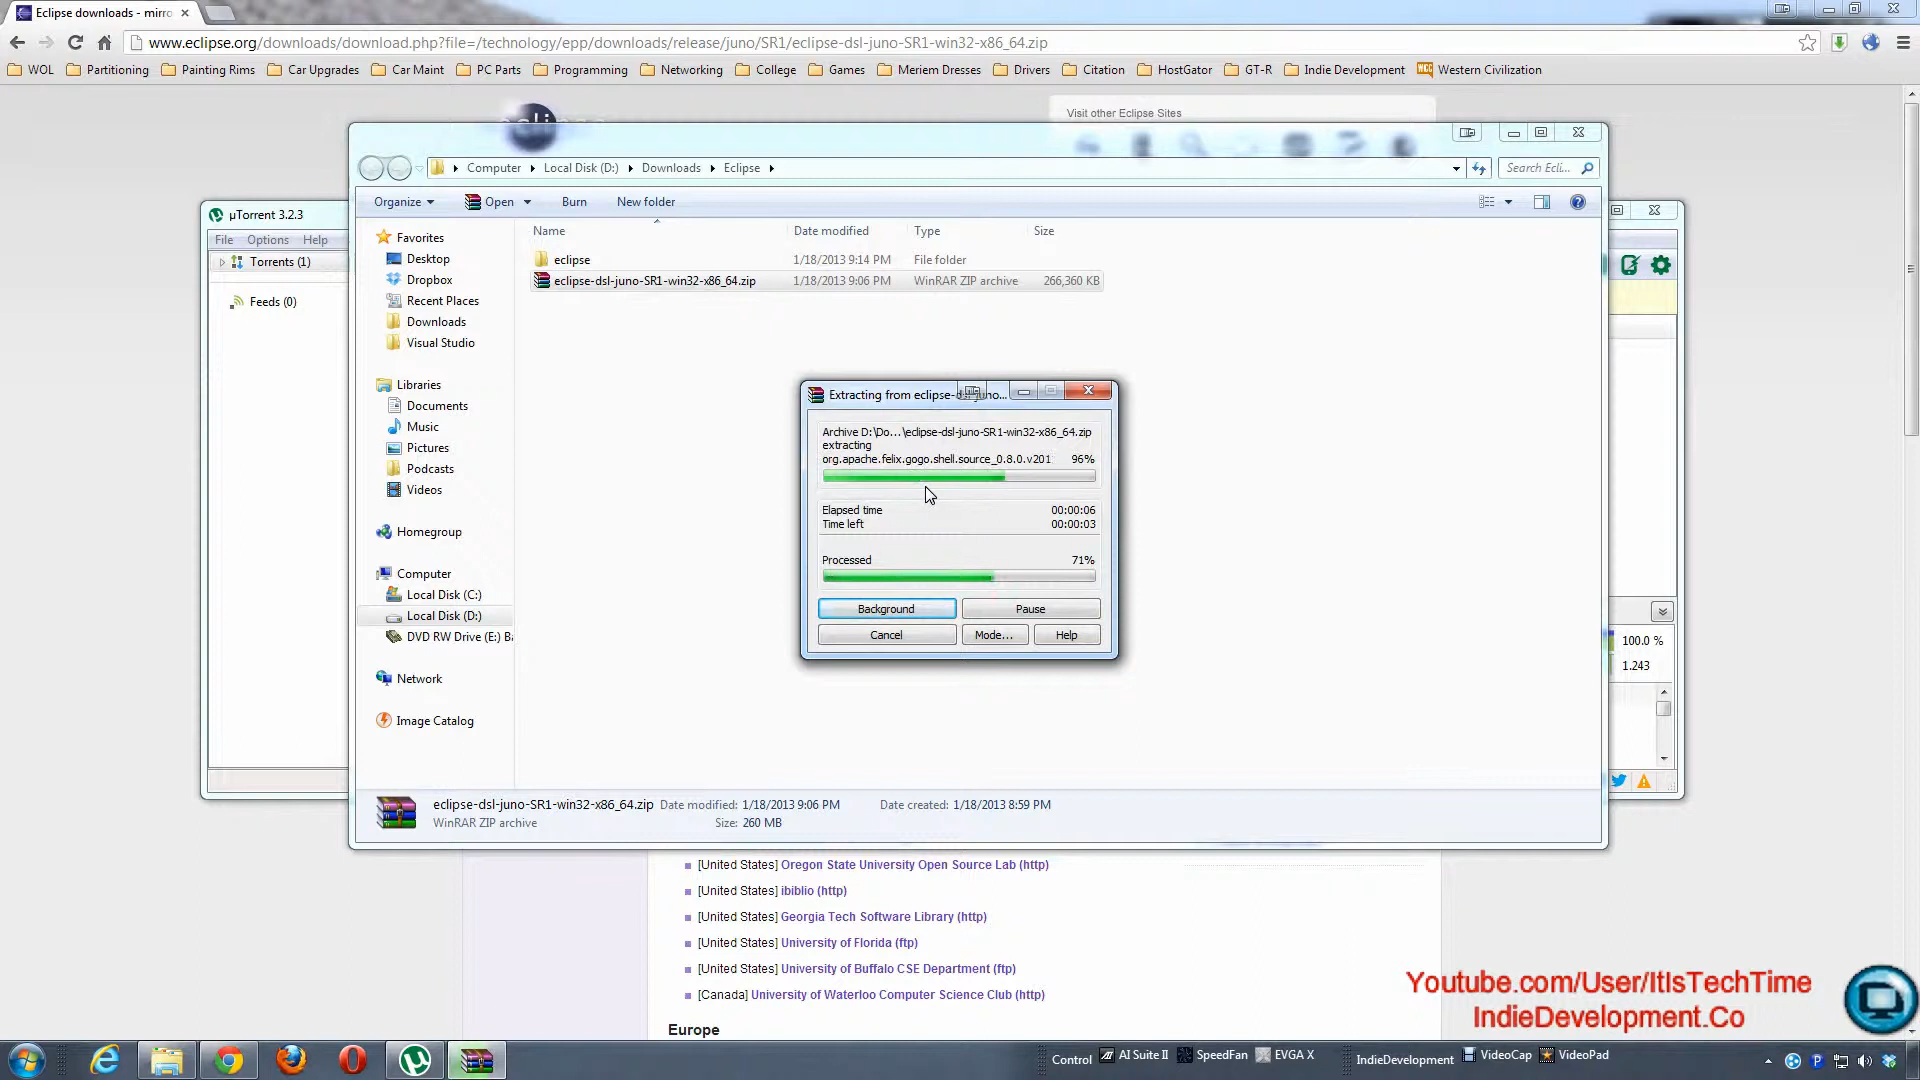 Eclipse downloads - mirro
www.eclipse.org/downloads/download.php?file=/technology/epp/downloads/release/juno/SR1/eclipse-dsl-juno-SR1-win32-x86_64.zip
WOL Partitioning Painting Rims Car Upgrades Car Maint PC Parts Programming Networking College Games Meriem Dresses Drivers Citation HostGator GT-R Indie Development Western Civilization
Visit other Eclipse Sites
Computer Local Disk (D:) Downloads Eclipse
Search Ecli...
Organize Open Burn New folder
µTorrent 3.2.3
File Options Help
Torrents (1)
Feeds (0)
Favorites
Desktop
Dropbox
Recent Places
Downloads
Visual Studio
Libraries
Documents
Music
Pictures
Podcasts
Videos
Homegroup
Computer
Local Disk (C:)
Local Disk (D:)
DVD RW Drive (E:) Ba
Network
Image Catalog
Name Date modified Type Size
eclipse 1/18/2013 9:14 PM File folder
eclipse-dsl-juno-SR1-win32-x86_64.zip 1/18/2013 9:06 PM WinRAR ZIP archive 266,360 KB
Extracting from eclipse-dsl-juno...
Archive D:\Do...\eclipse-dsl-juno-SR1-win32-x86_64.zip
extracting
org.apache.felix.gogo.shell.source_0.8.0.v201 96%
Elapsed time 00:00:06
Time left 00:00:03
Processed 71%
Background Pause
Cancel Mode... Help
100.0 %
1.243
eclipse-dsl-juno-SR1-win32-x86_64.zip Date modified: 1/18/2013 9:06 PM Date created: 1/18/2013 8:59 PM
WinRAR ZIP archive Size: 260 MB
[United States] Oregon State University Open Source Lab (http)
[United States] ibiblio (http)
[United States] Georgia Tech Software Library (http)
[United States] University of Florida (ftp)
[United States] University of Buffalo CSE Department (ftp)
[Canada] University of Waterloo Computer Science Club (http)
Europe
Youtube.com/User/ItIsTechTime
IndieDevelopment.Co
Control AI Suite II SpeedFan EVGA X IndieDevelopment VideoCap VideoPad